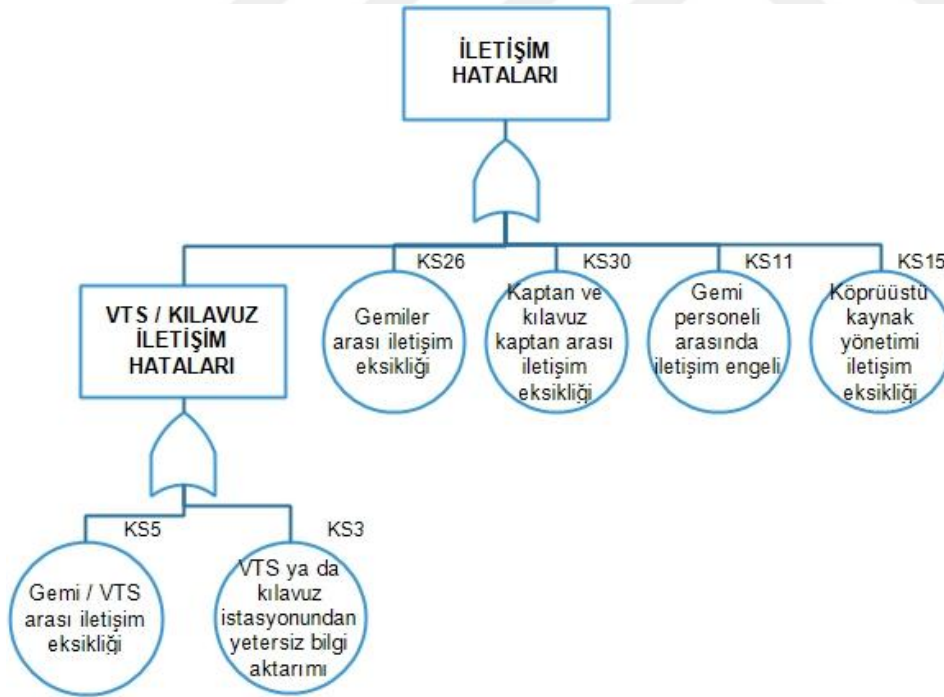 İLETİŞİM
HATALARI
KS26
KS30
KS11
KS15
VTS / KILAVUZ
İLETİŞİM
HATALARI
Gemiler
arası iletişim
eksikliği
Kaptan ve
kılavuz
kaptan arası
iletişim
eksikliği
Gemi
personeli
arasında
iletişim engeli
Köprüüstü
kaynak
yönetimi
iletişim
eksikliği
KS5
KS3
Gemi / VTS
arası iletişim
eksikliği
VTS ya da
kılavuz
istasyonundan
yetersiz bilgi
aktarımı